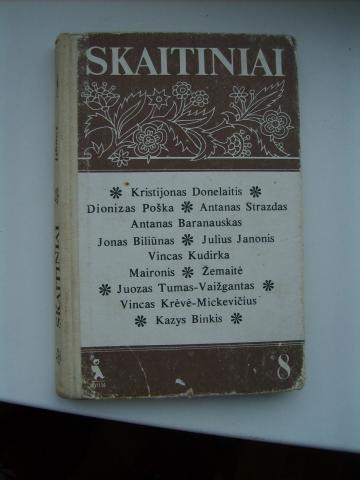 SKAITINIAI
* Kristijonas Donelaitis *
Dionizas Poška * Antanas Strazdas
Antanas Baranauskas
Jonas Biliūnas * Julius Janonis
Vincas Kudirka
Maironis * Žemaitė
* Juozas Tumas-Vaižgantas *
Vincas Krėvė-Mickevičius
* Kazys Binkis *
8
SKAITINIAI